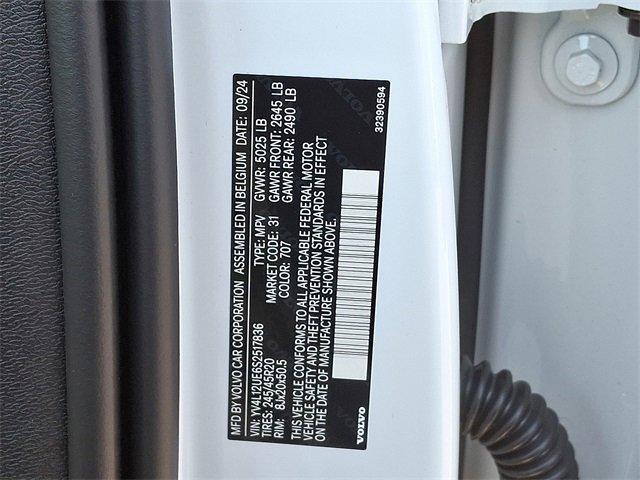 MFD BY VOLVO CAR CORPORATION ASSEMBLED IN BELGIUM DATE: 09/24
VIN: YV4L12UE6S2517836 TYPE: MPV GVWR: 5025 LB
TIRES: 245/45R20 MARKET CODE: 31 GAWR FRONT: 2645 LB
RIM: 8Jx20x50.5 COLOR: 707 GAWR REAR: 2490 LB
THIS VEHICLE CONFORMS TO ALL APPLICABLE FEDERAL MOTOR
VEHICLE SAFETY AND THEFT PREVENTION STANDARDS IN EFFECT
ON THE DATE OF MANUFACTURE SHOWN ABOVE.
VOLVO 32390594